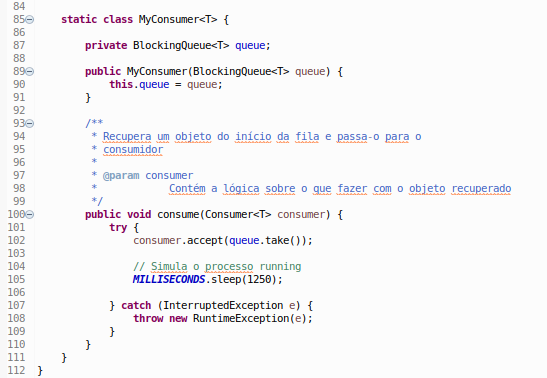 84
85 static class MyConsumer<T> {
86
87 private BlockingQueue<T> queue;
88
89 public MyConsumer(BlockingQueue<T> queue) {
90 this.queue = queue;
91 }
92
93 /**
94 * Recupera um objeto do início da fila e passa-o para o
95 * consumidor
96 *
97 * @param consumer
98 * Contém a lógica sobre o que fazer com o objeto recuperado
99 */
100 public void consume(Consumer<T> consumer) {
101 try {
102 consumer.accept(queue.take());
103
104 // Simula o processo running
105 MILLISECONDS.sleep(1250);
106
107 } catch (InterruptedException e) {
108 throw new RuntimeException(e);
109 }
110 }
111 }
112 }